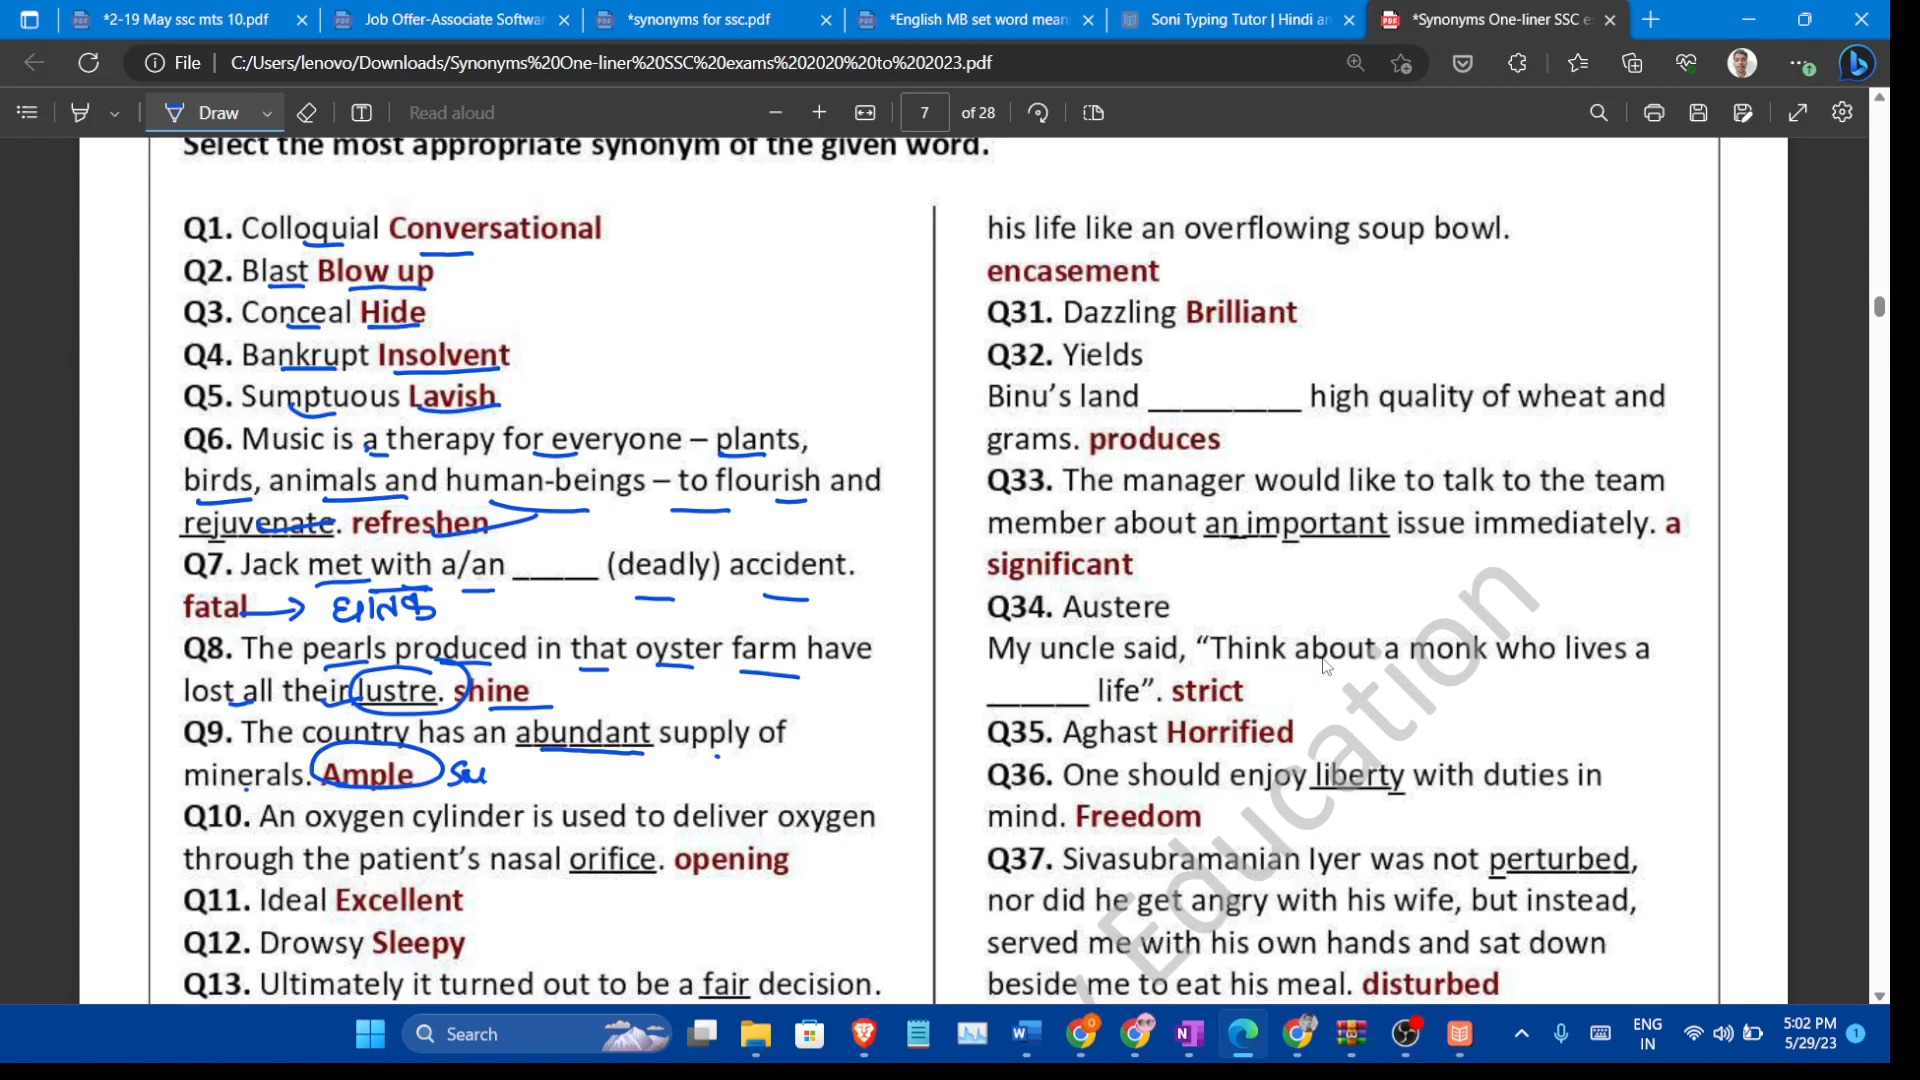 *2-19 May ssc mts 10.pdf
Job Offer-Associate Softwar
*synonyms for ssc.pdf
*English MB set word meani
Soni Typing Tutor | Hindi an
*Synonyms One-liner SSC e
File
C:/Users/lenovo/Downloads/Synonyms%20One-liner%20SSC%20exams%202020%20to%202023.pdf
Draw
Read aloud
7 of 28
Select the most appropriate synonym of the given word.
Q1. Colloquial Conversational
Q2. Blast Blow up
Q3. Conceal Hide
Q4. Bankrupt Insolvent
Q5. Sumptuous Lavish
Q6. Music is a therapy for everyone – plants,
birds, animals and human-beings – to flourish and
rejuvenate. refreshen
Q7. Jack met with a/an _____ (deadly) accident.
fatal
Q8. The pearls produced in that oyster farm have
lost all their lustre. shine
Q9. The country has an abundant supply of
minerals. Ample
Q10. An oxygen cylinder is used to deliver oxygen
through the patient's nasal orifice. opening
Q11. Ideal Excellent
Q12. Drowsy Sleepy
Q13. Ultimately it turned out to be a fair decision.
his life like an overflowing soup bowl.
encasement
Q31. Dazzling Brilliant
Q32. Yields
Binu's land _________ high quality of wheat and
grams. produces
Q33. The manager would like to talk to the team
member about an important issue immediately. a
significant
Q34. Austere
My uncle said, "Think about a monk who lives a
______ life". strict
Q35. Aghast Horrified
Q36. One should enjoy liberty with duties in
mind. Freedom
Q37. Sivasubramanian Iyer was not perturbed,
nor did he get angry with his wife, but instead,
served me with his own hands and sat down
beside me to eat his meal. disturbed
Education
Search
ENG
IN
5:02 PM
5/29/23
1